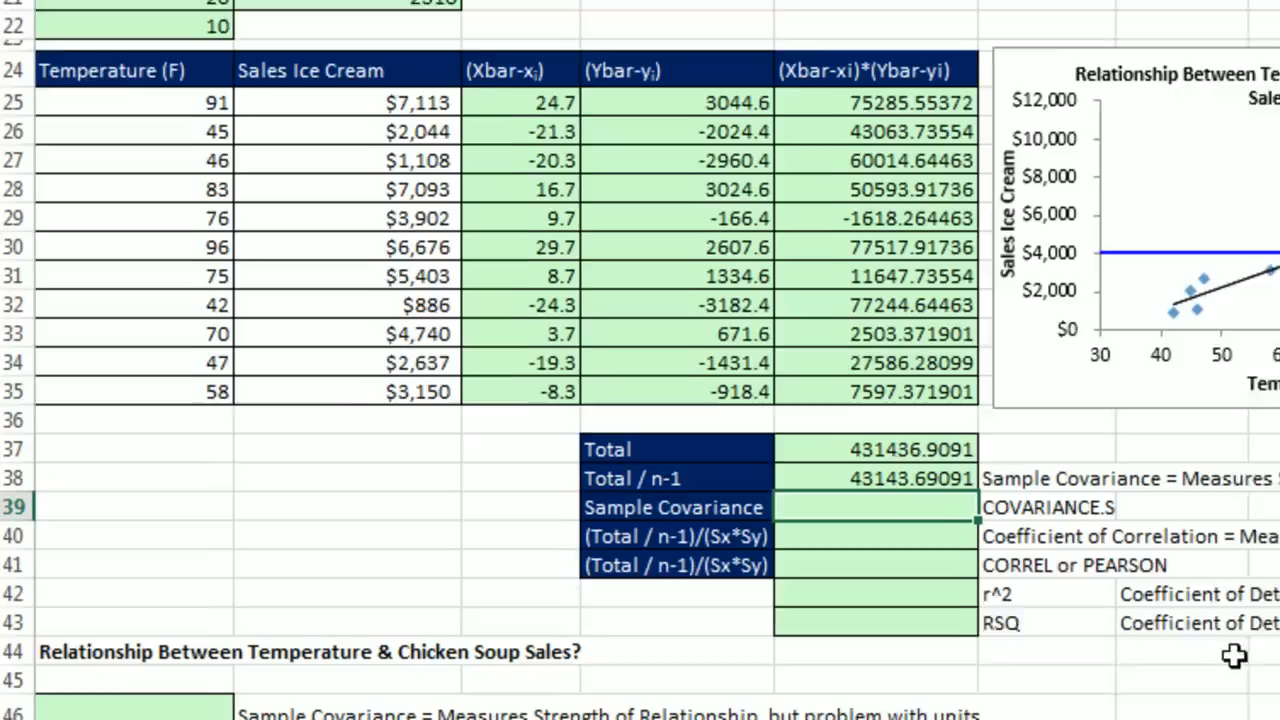 22 10
24 Temperature (F) Sales Ice Cream (Xbar-xi) (Ybar-yi) (Xbar-xi)*(Ybar-yi)
25 91 $7,113 24.7 3044.6 75285.55372
26 45 $2,044 -21.3 -2024.4 43063.73554
27 46 $1,108 -20.3 -2960.4 60014.64463
28 83 $7,093 16.7 3024.6 50593.91736
29 76 $3,902 9.7 -166.4 -1618.264463
30 96 $6,676 29.7 2607.6 77517.91736
31 75 $5,403 8.7 1334.6 11647.73554
32 42 $886 -24.3 -3182.4 77244.64463
33 70 $4,740 3.7 671.6 2503.371901
34 47 $2,637 -19.3 -1431.4 27586.28099
35 58 $3,150 -8.3 -918.4 7597.371901
36
37 Total 431436.9091
38 Total / n-1 43143.69091 Sample Covariance = Measures
39 Sample Covariance COVARIANCE.S
40 (Total / n-1)/(Sx*Sy) Coefficient of Correlation = Mea
41 (Total / n-1)/(Sx*Sy) CORREL or PEARSON
42 r^2 Coefficient of Det
43 RSQ Coefficient of Det
44 Relationship Between Temperature & Chicken Soup Sales?
45
46 Sample Covariance = Measures Strength of Relationship, but problem with units
Relationship Between Te
Sales
$12,000
$10,000
$8,000
$6,000
$4,000
$2,000
$0
Sales Ice Cream
30 40 50 6
Tem